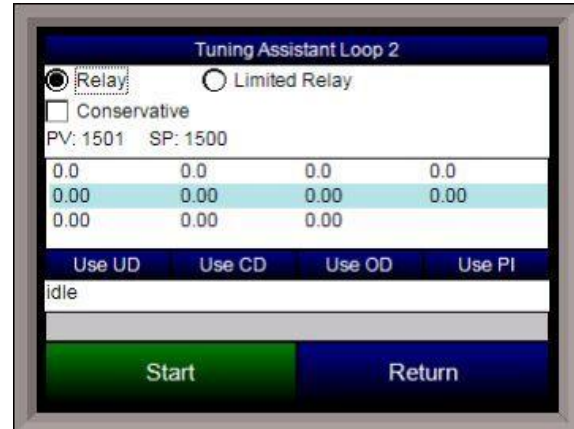 Tuning Assistant Loop 2
Relay Limited Relay
Conservative
PV: 1501 SP: 1500
0.0 0.0 0.0 0.0
0.00 0.00 0.00 0.00
0.00 0.00 0.00
Use UD Use CD Use OD Use PI
idle
Start Return